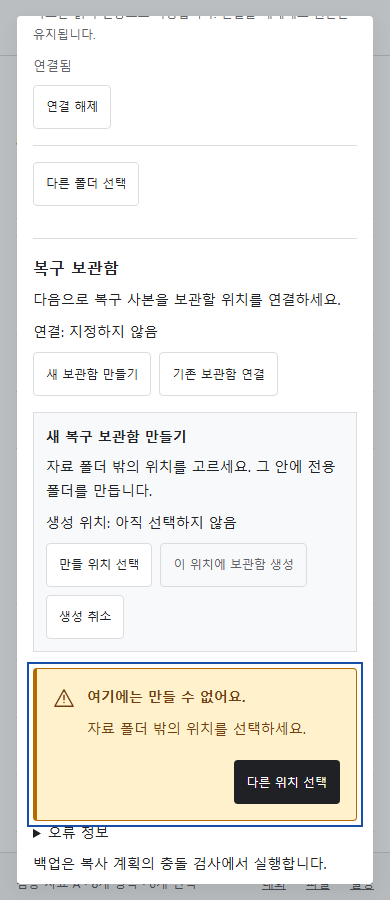 유지됩니다.
연결됨
연결 해제
다른 폴더 선택
복구 보관함
다음으로 복구 사본을 보관할 위치를 연결하세요.
연결: 지정하지 않음
새 보관함 만들기
기존 보관함 연결
새 복구 보관함 만들기
자료 폴더 밖의 위치를 고르세요. 그 안에 전용
폴더를 만듭니다.
생성 위치: 아직 선택하지 않음
만들 위치 선택
이 위치에 보관함 생성
생성 취소
여기에는 만들 수 없어요.
자료 폴더 밖의 위치를 선택하세요.
다른 위치 선택
오류 정보
백업은 복사 계획의 충돌 검사에서 실행합니다.